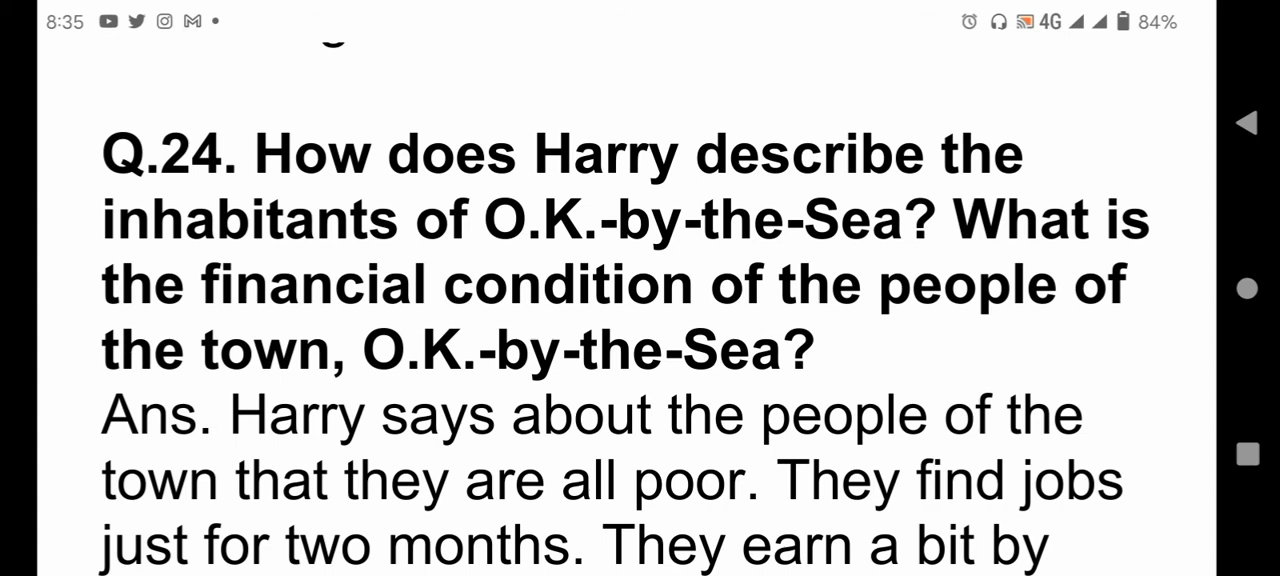 8:35
4G 84%
Q.24. How does Harry describe the
inhabitants of O.K.-by-the-Sea? What is
the financial condition of the people of
the town, O.K.-by-the-Sea?
Ans. Harry says about the people of the
town that they are all poor. They find jobs
just for two months. They earn a bit by